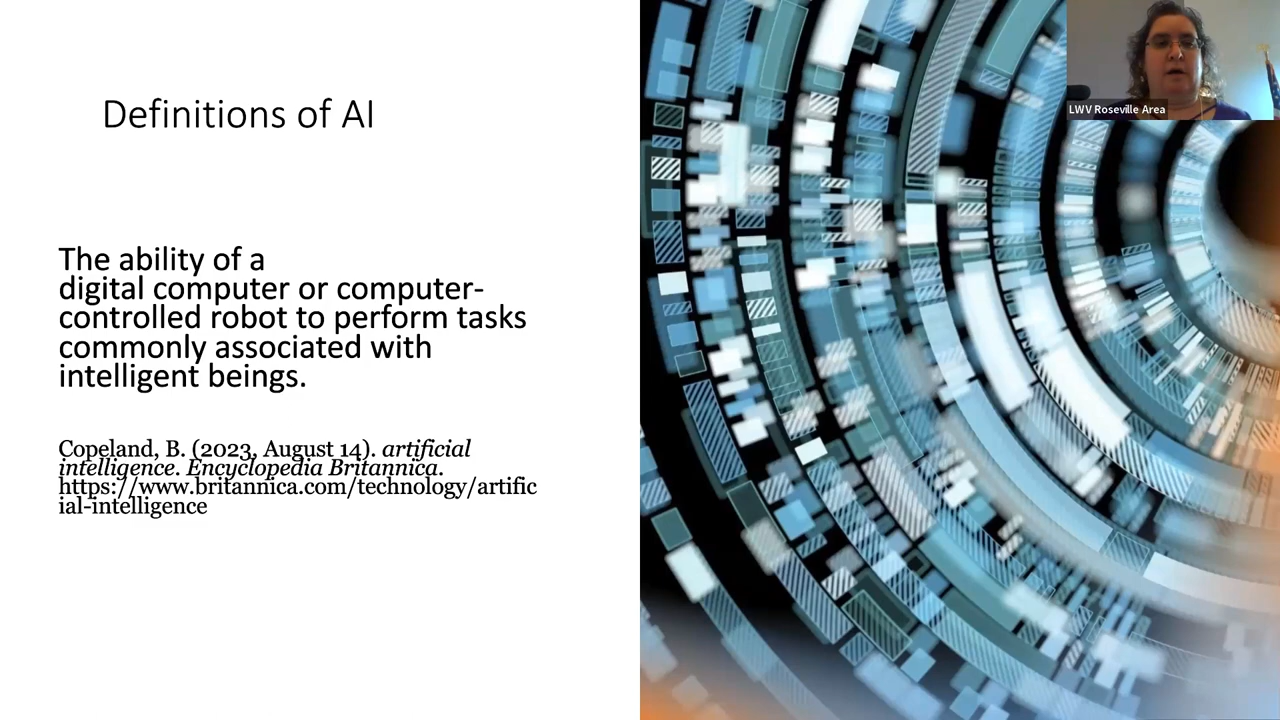 Definitions of AI
LWV Roseville Area
The ability of a
digital computer or computer-
controlled robot to perform tasks
commonly associated with
intelligent beings.
Copeland, B. (2023, August 14). artificial
intelligence. Encyclopedia Britannica.
https://www.britannica.com/technology/artific
ial-intelligence